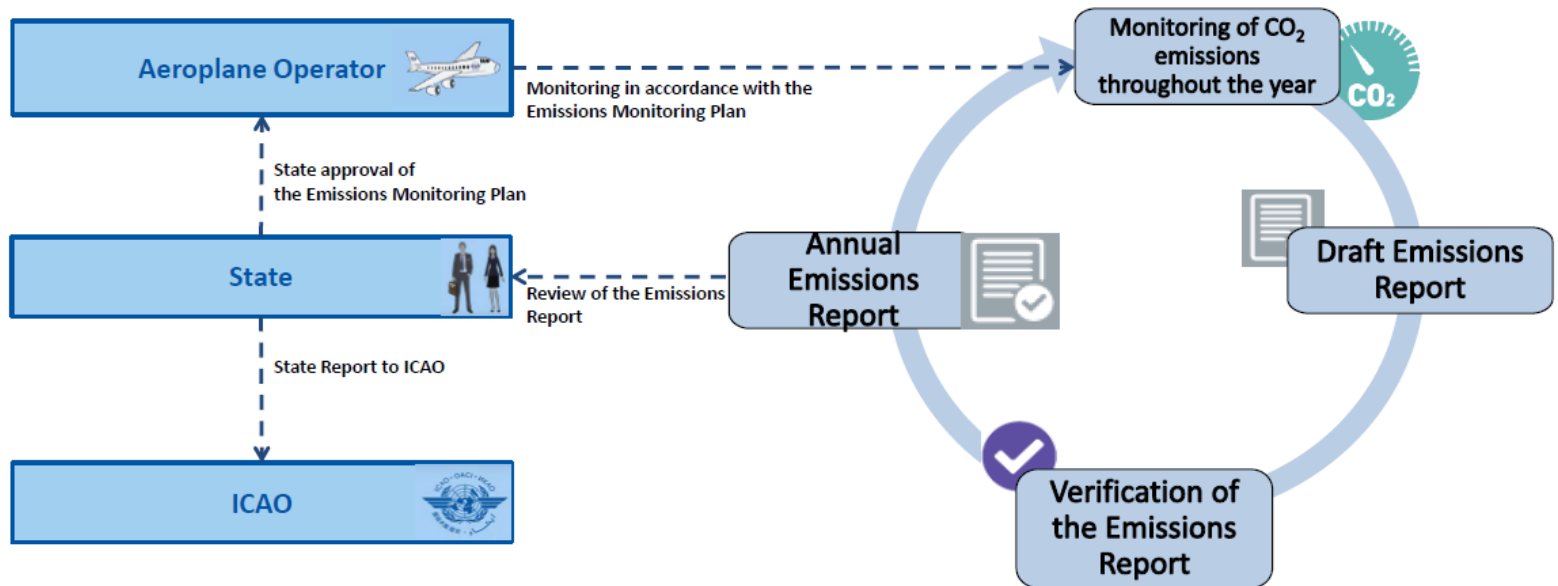 Aeroplane Operator
Monitoring in accordance with the
Emissions Monitoring Plan
State approval of
the Emissions Monitoring Plan
State
Review of the Emissions
Report
State Report to ICAO
ICAO
Monitoring of CO₂
emissions
throughout the year
CO₂
Draft Emissions
Report
Verification of
the Emissions
Report
Annual
Emissions
Report